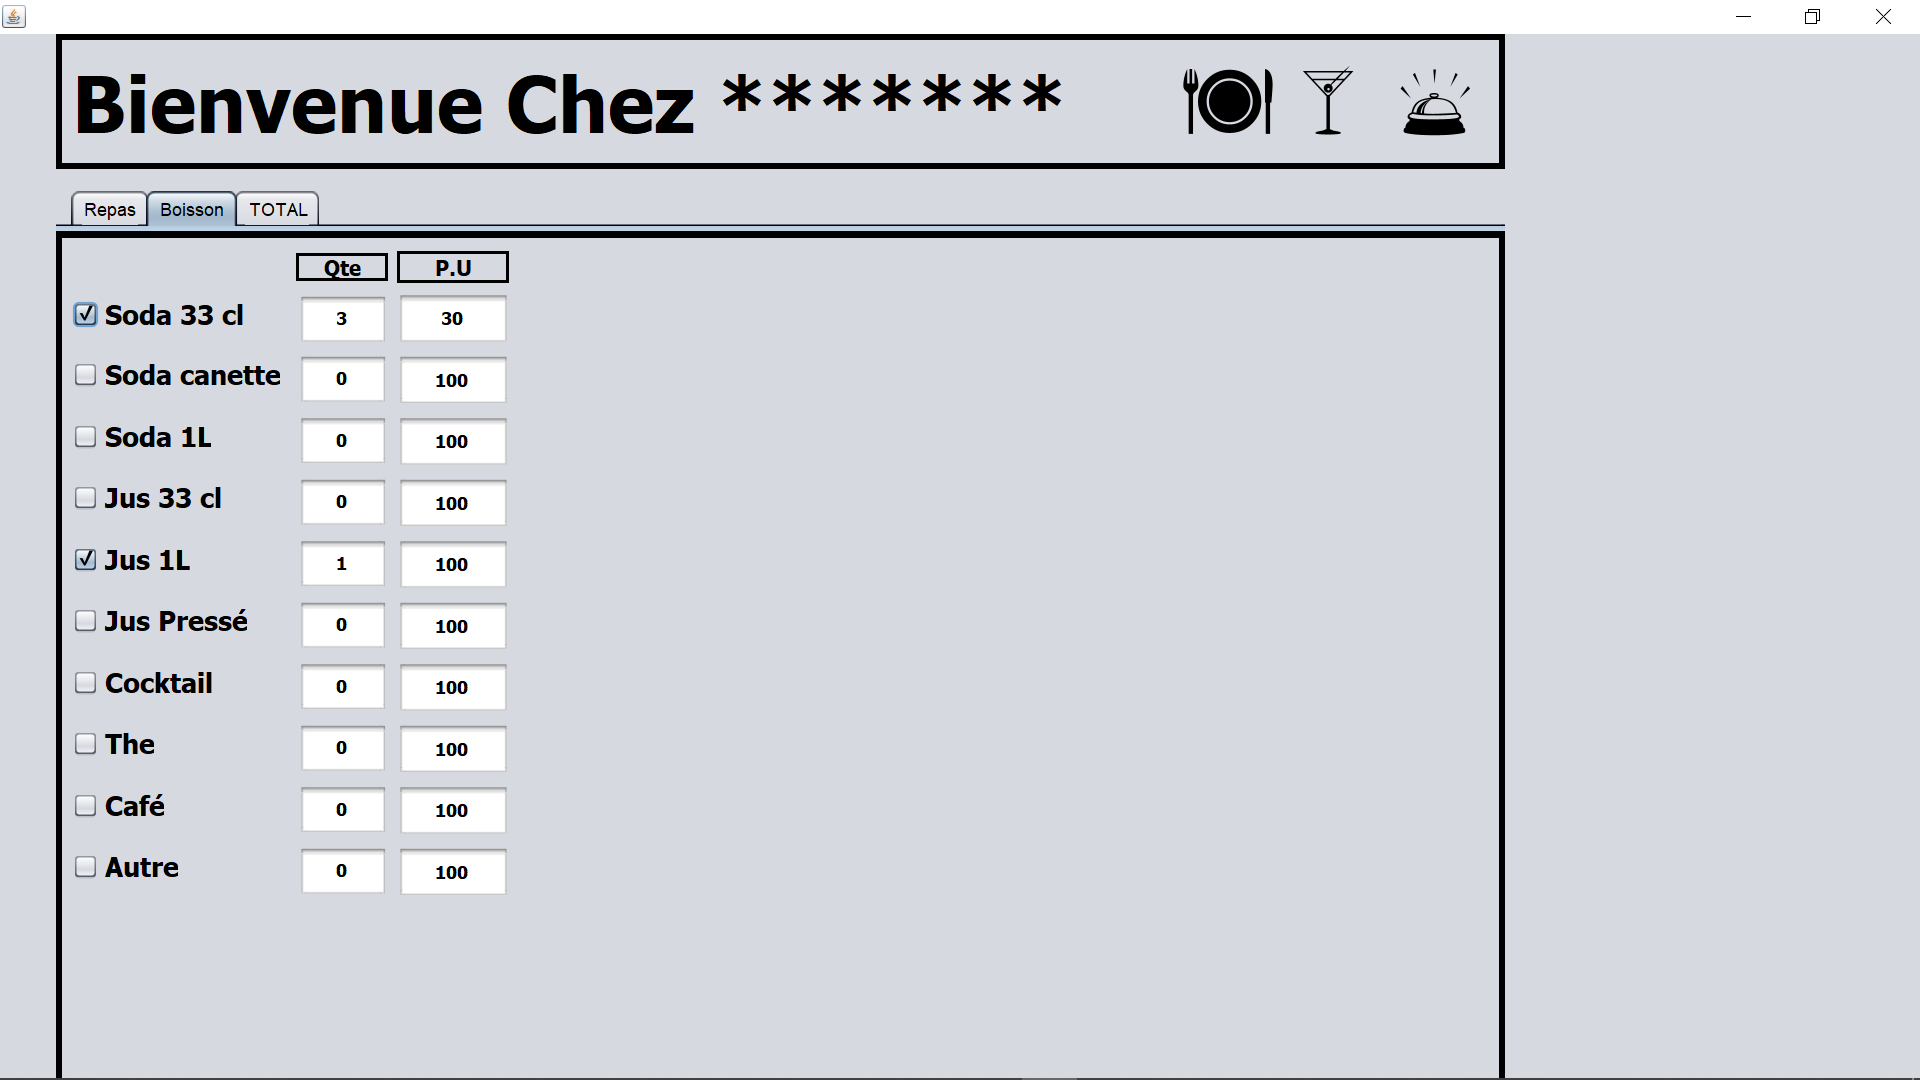 Bienvenue Chez *******
Repas Boisson TOTAL
Qte P.U
Soda 33 cl 3 30
Soda canette 0 100
Soda 1L 0 100
Jus 33 cl 0 100
Jus 1L 1 100
Jus Pressé 0 100
Cocktail 0 100
The 0 100
Café 0 100
Autre 0 100